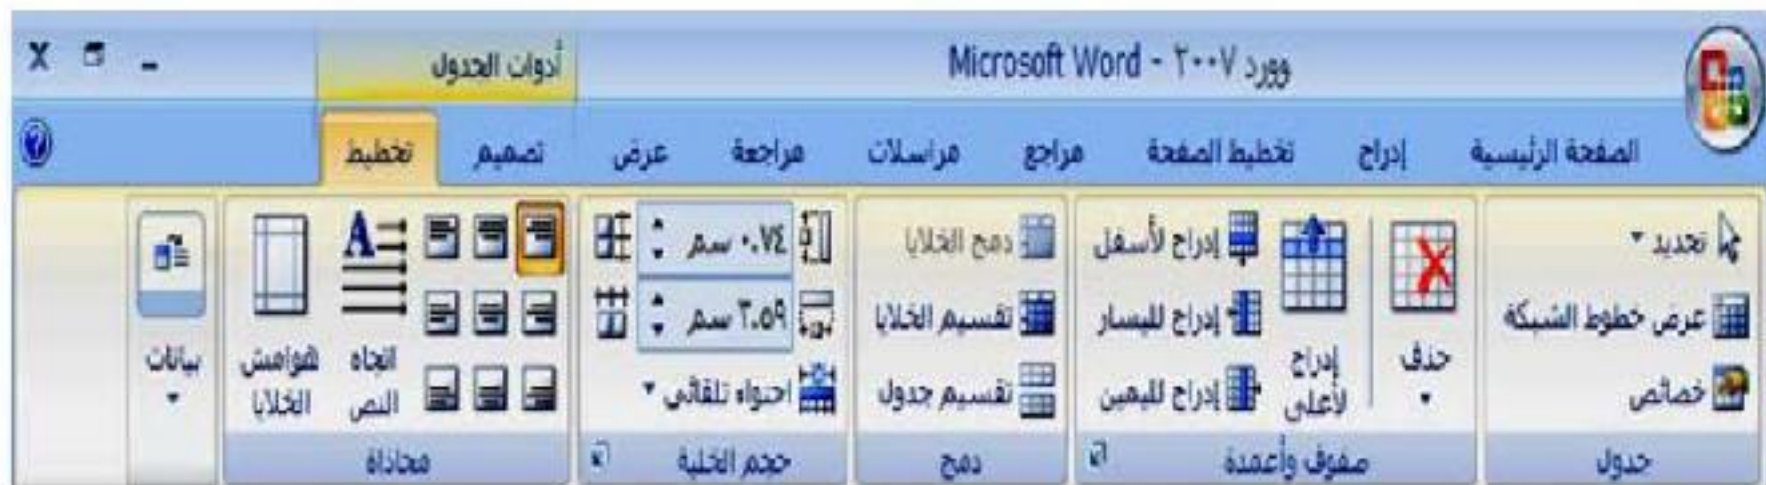 وورد ٢٠٠٧ - Microsoft Word
أدوات الجدول
الصفحة الرئيسية
إدراج
تخطيط الصفحة
مراجع
مراسلات
مراجعة
عرض
تصميم
تخطيط
تحديد
عرض خطوط الشبكة
خصائص
جدول
حذف
إدراج لأعلى
إدراج لأسفل
إدراج لليسار
إدراج لليمين
صفوف وأعمدة
دمج الخلايا
تقسيم الخلايا
تقسيم جدول
دمج
٠.٧٤ سم
٣.٥٩ سم
احتواء تلقائي
حجم الخلية
اتجاه النص
هوامش الخلايا
محاذاة
بيانات